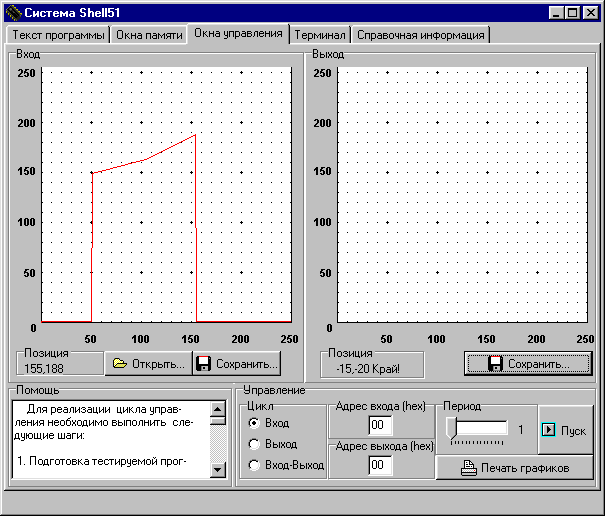 Система Shell51
Текст программы Окна памяти Окна управления Терминал Справочная информация
Вход
250
200
150
100
50
0
50 100 150 200 250
Позиция
155,188
Открыть...
Сохранить...
Выход
250
200
150
100
50
0
50 100 150 200 250
Позиция
-15,-20 Край!
Сохранить...
Помощь
Для реализации цикла управ-
ления необходимо выполнить сле-
дующие шаги:
1. Подготовка тестируемой прог-
Управление
Цикл
Вход
Выход
Вход-Выход
Адрес входа (hex)
00
Адрес выхода (hex)
00
Период
1
Пуск
Печать графиков